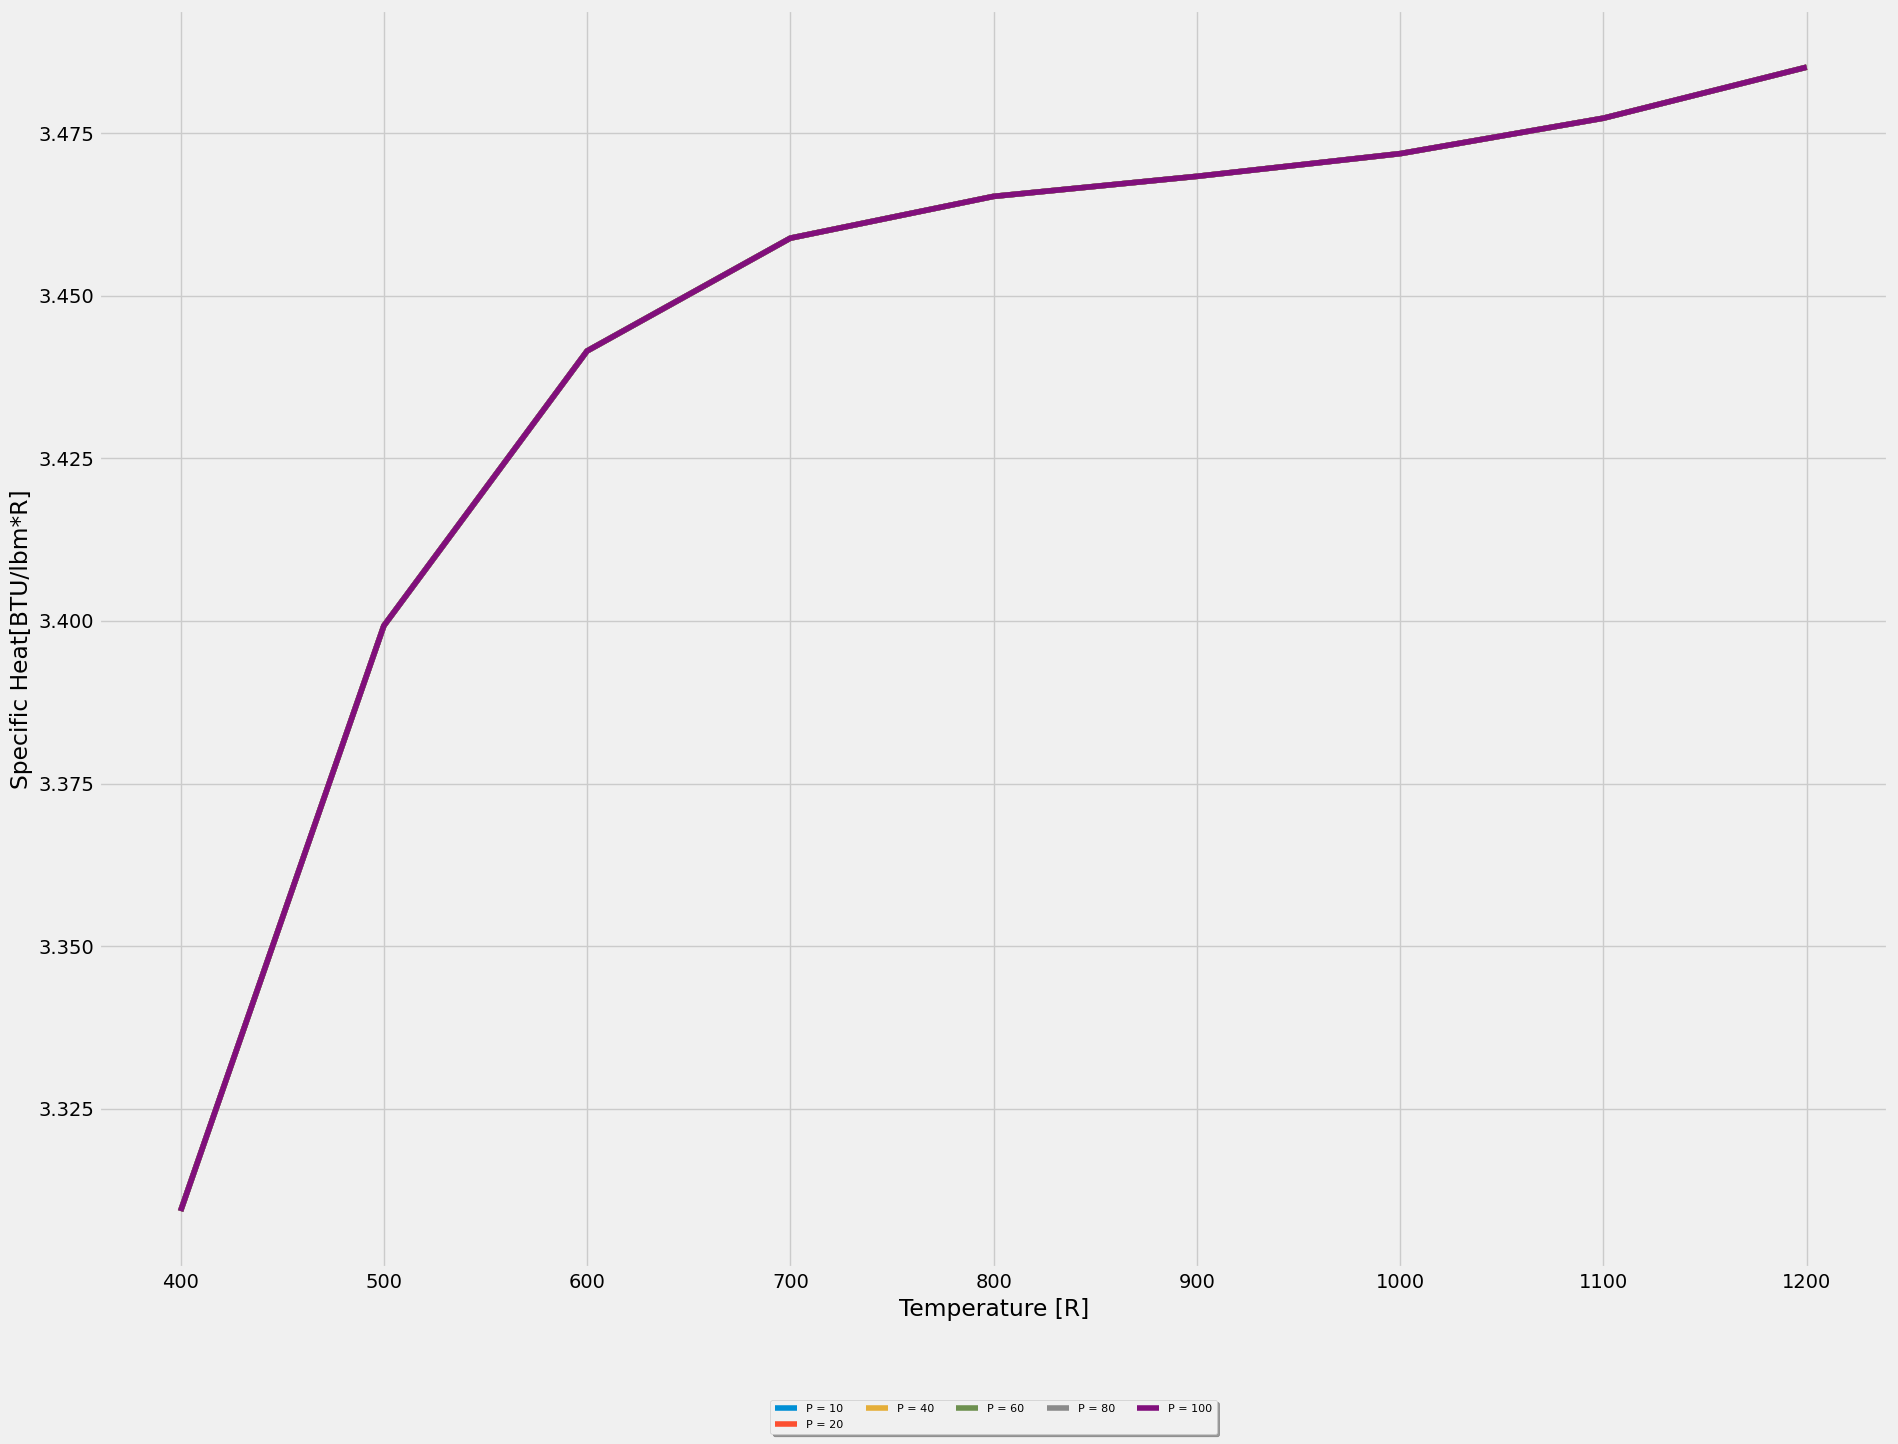 3.475
3.450
3.425
3.400
3.375
3.350
3.325
Specific Heat[BTU/lbm*R]
400 500 600 700 800 900 1000 1100 1200
Temperature [R]
P = 10 P = 40 P = 60 P = 80 P = 100
P = 20